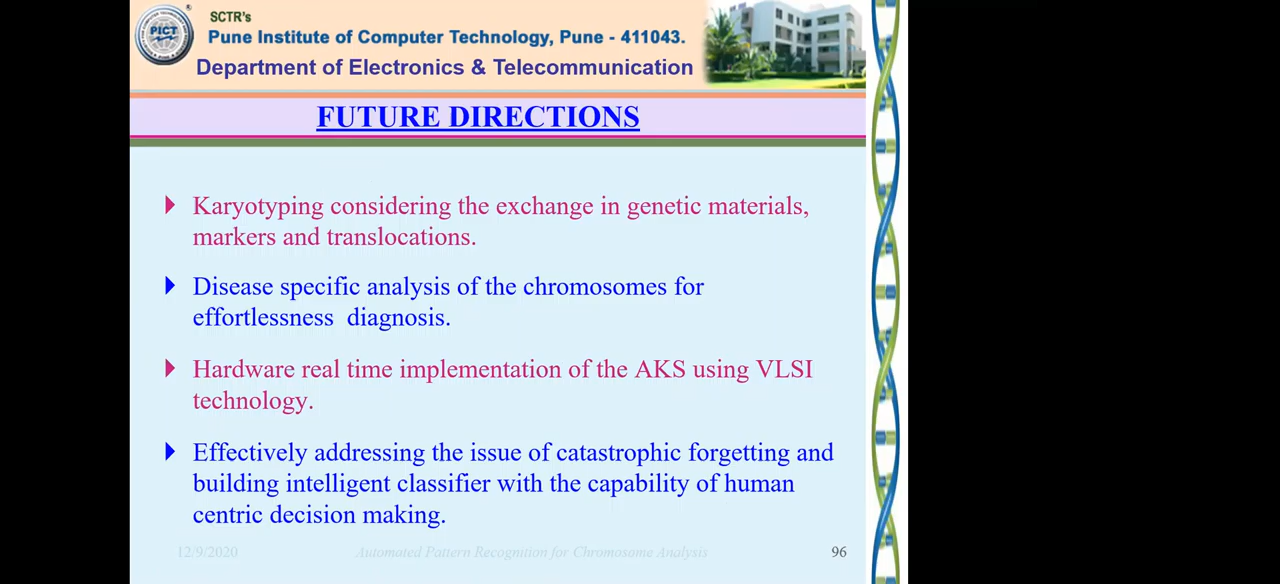 SCTR's
PICT
Pune Institute of Computer Technology, Pune - 411043.
Department of Electronics & Telecommunication
FUTURE DIRECTIONS
Karyotyping considering the exchange in genetic materials,
markers and translocations.
Disease specific analysis of the chromosomes for
effortlessness diagnosis.
Hardware real time implementation of the AKS using VLSI
technology.
Effectively addressing the issue of catastrophic forgetting and
building intelligent classifier with the capability of human
centric decision making.
12/9/2020 Automated Pattern Recognition for Chromosome Analysis 96